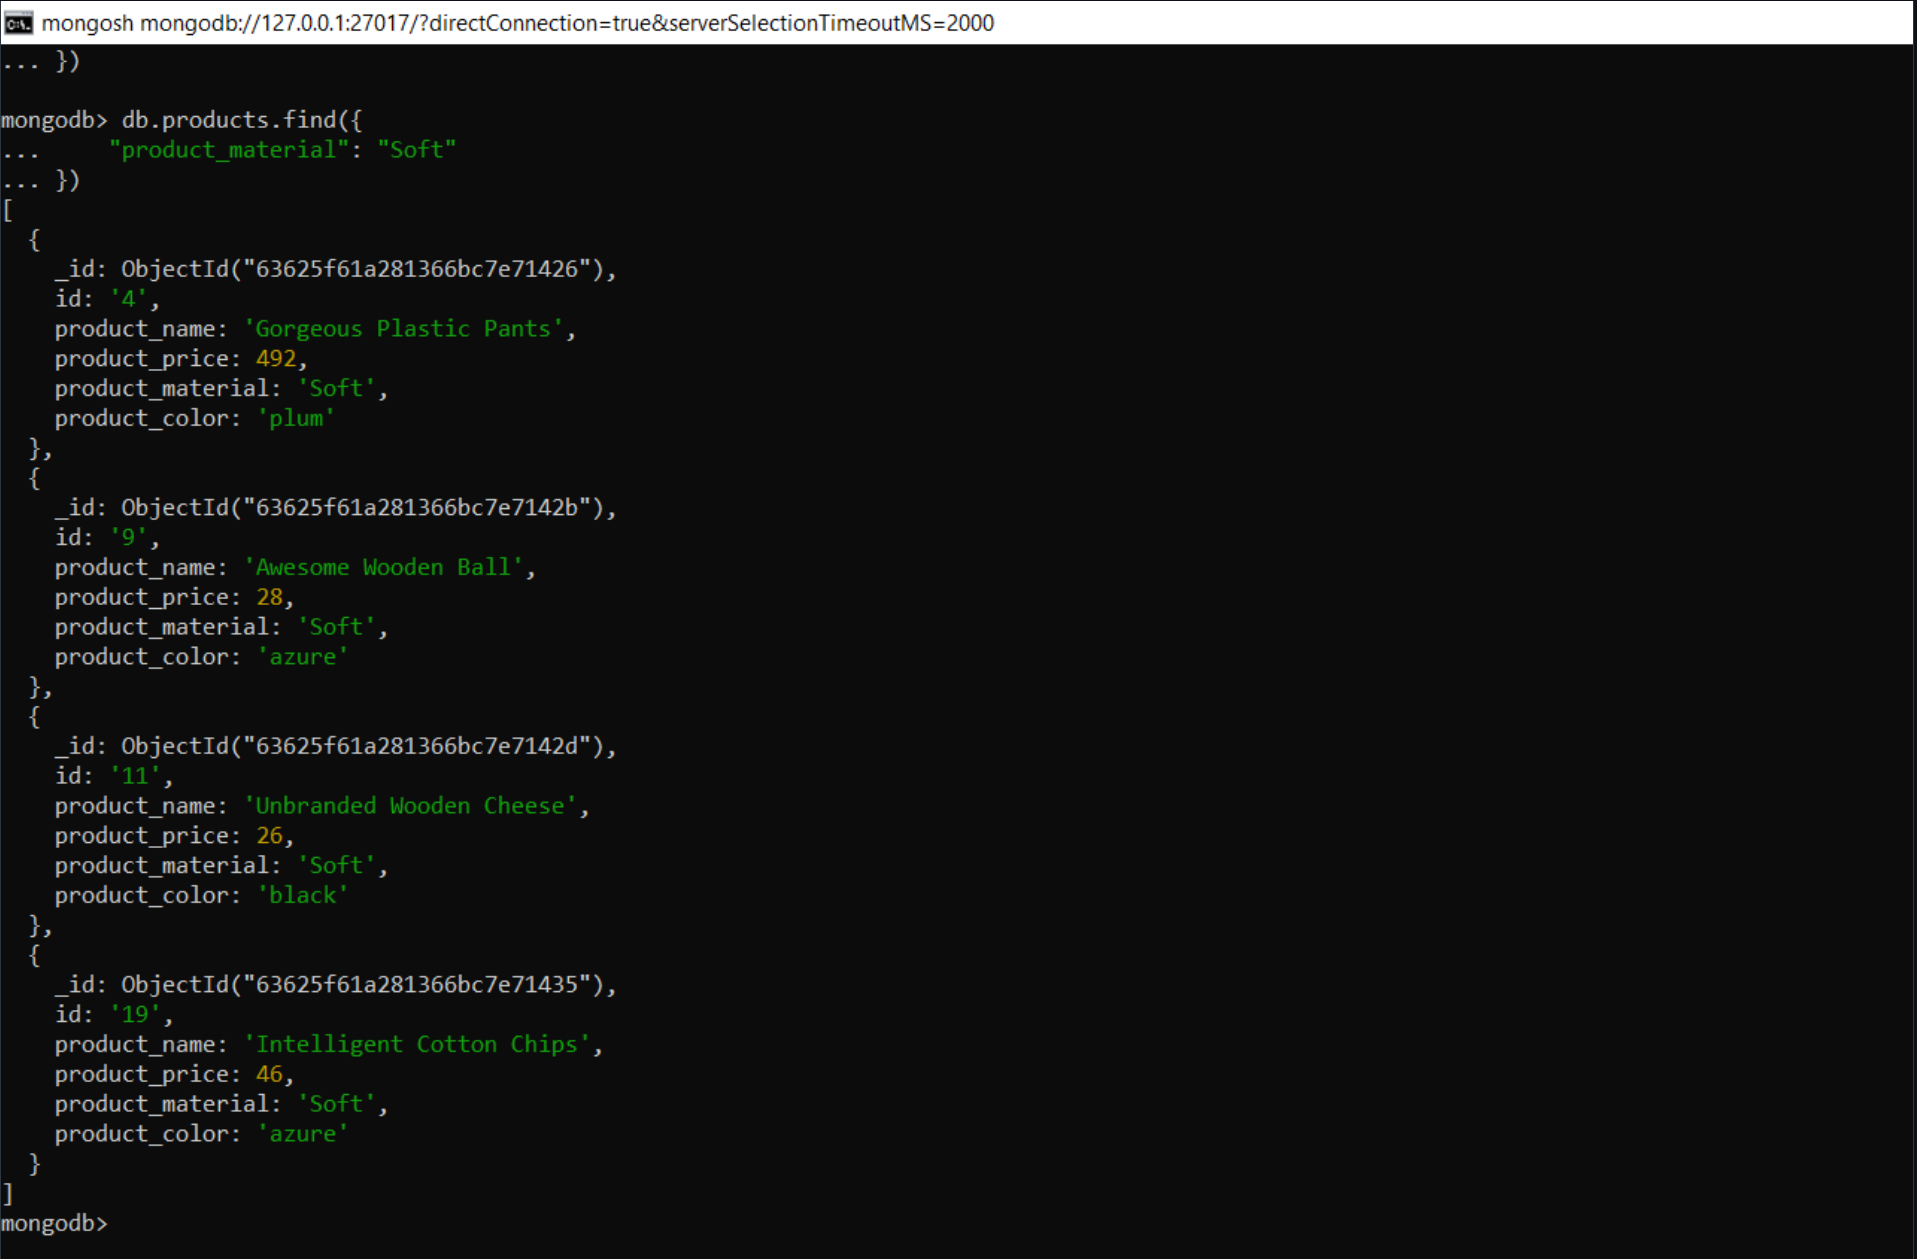 mongosh mongodb://127.0.0.1:27017/?directConnection=true&serverSelectionTimeoutMS=2000
... })
mongodb> db.products.find({
...     "product_material": "Soft"
... })
[
  {
    _id: ObjectId("63625f61a281366bc7e71426"),
    id: '4',
    product_name: 'Gorgeous Plastic Pants',
    product_price: 492,
    product_material: 'Soft',
    product_color: 'plum'
  },
  {
    _id: ObjectId("63625f61a281366bc7e7142b"),
    id: '9',
    product_name: 'Awesome Wooden Ball',
    product_price: 28,
    product_material: 'Soft',
    product_color: 'azure'
  },
  {
    _id: ObjectId("63625f61a281366bc7e7142d"),
    id: '11',
    product_name: 'Unbranded Wooden Cheese',
    product_price: 26,
    product_material: 'Soft',
    product_color: 'black'
  },
  {
    _id: ObjectId("63625f61a281366bc7e71435"),
    id: '19',
    product_name: 'Intelligent Cotton Chips',
    product_price: 46,
    product_material: 'Soft',
    product_color: 'azure'
  }
]
mongodb>